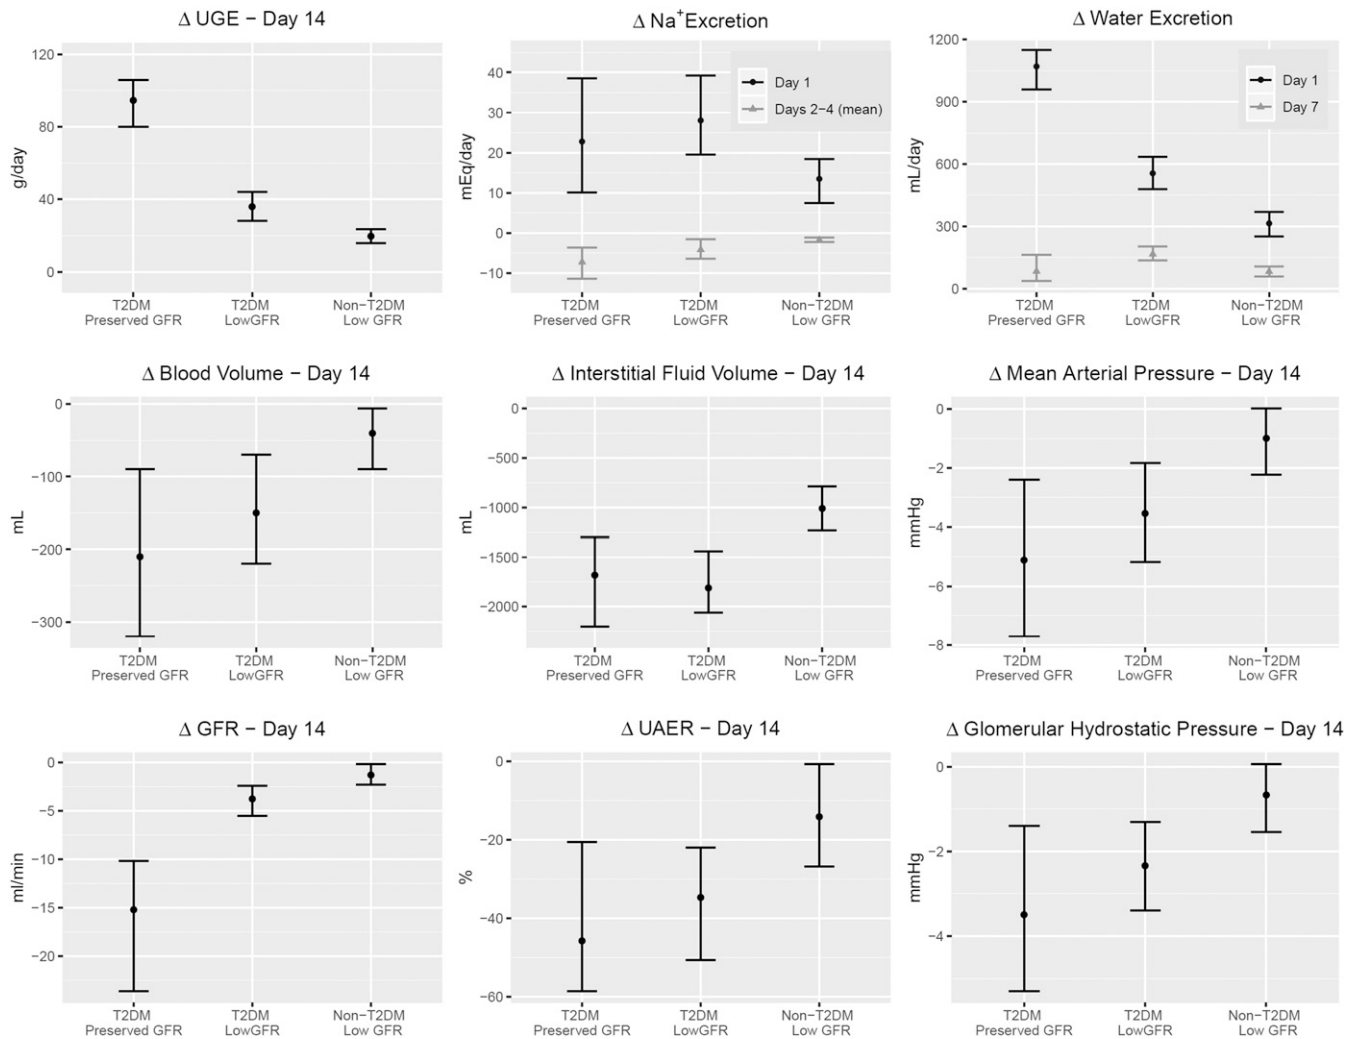 Δ UGE − Day 14
g/day
120
80
40
0
T2DM
Preserved GFR
T2DM
LowGFR
Non−T2DM
Low GFR
Δ Na⁺Excretion
mEq/day
40
30
20
10
0
−10
Day 1
Days 2−4 (mean)
T2DM
Preserved GFR
T2DM
LowGFR
Non−T2DM
Low GFR
Δ Water Excretion
mL/day
1200
900
600
300
0
Day 1
Day 7
T2DM
Preserved GFR
T2DM
LowGFR
Non−T2DM
Low GFR
Δ Blood Volume − Day 14
mL
0
−100
−200
−300
T2DM
Preserved GFR
T2DM
LowGFR
Non−T2DM
Low GFR
Δ Interstitial Fluid Volume − Day 14
mL
0
−500
−1000
−1500
−2000
T2DM
Preserved GFR
T2DM
LowGFR
Non−T2DM
Low GFR
Δ Mean Arterial Pressure − Day 14
mmHg
0
−2
−4
−6
−8
T2DM
Preserved GFR
T2DM
LowGFR
Non−T2DM
Low GFR
Δ GFR − Day 14
ml/min
0
−5
−10
−15
−20
T2DM
Preserved GFR
T2DM
LowGFR
Non−T2DM
Low GFR
Δ UAER − Day 14
%
0
−20
−40
−60
T2DM
Preserved GFR
T2DM
LowGFR
Non−T2DM
Low GFR
Δ Glomerular Hydrostatic Pressure − Day 14
mmHg
0
−2
−4
T2DM
Preserved GFR
T2DM
LowGFR
Non−T2DM
Low GFR